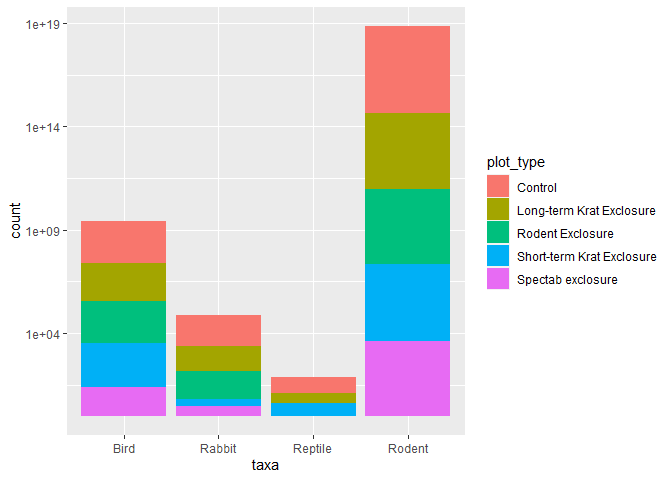 1e+19
1e+14
1e+09
1e+04
count
Bird
Rabbit
Reptile
Rodent
taxa
plot_type
Control
Long-term Krat Exclosure
Rodent Exclosure
Short-term Krat Exclosure
Spectab exclosure